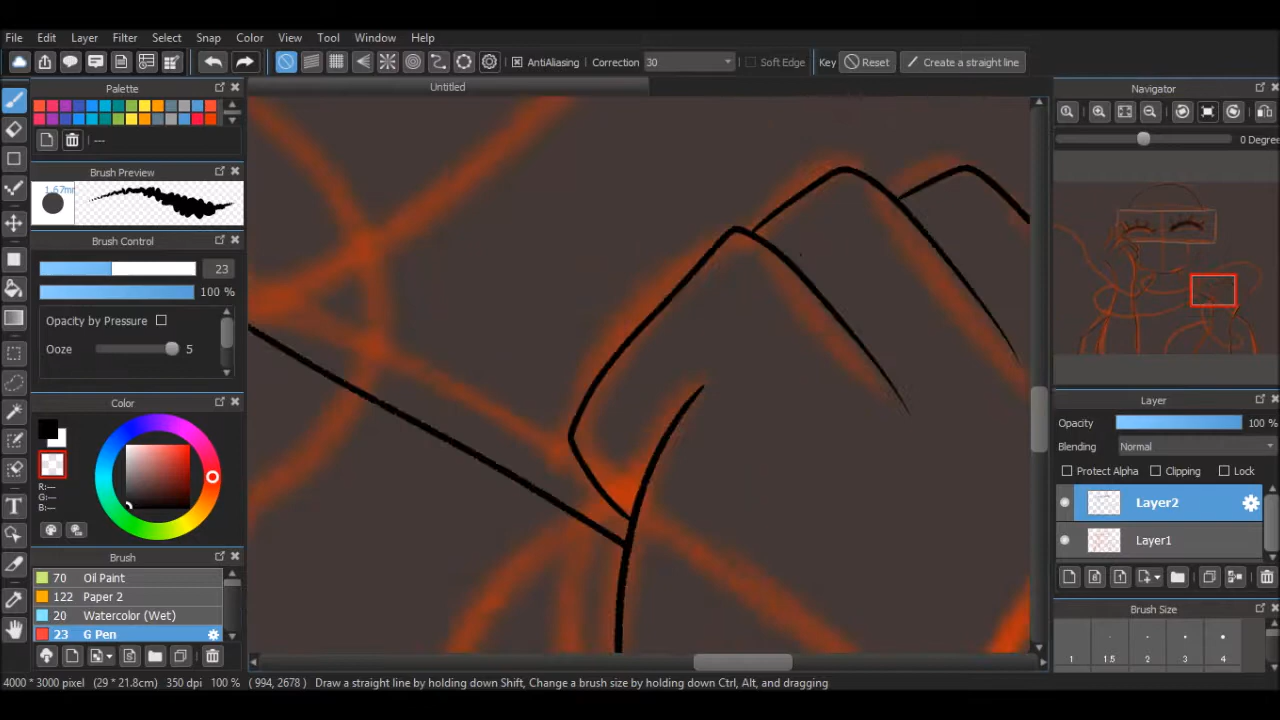 File Edit Layer Filter Select Snap Color View Tool Window Help
AntiAliasing Correction 30 Soft Edge Key Reset Create a straight line
Palette
---
Brush Preview
1.67mm
Brush Control
23
100 %
Opacity by Pressure
Ooze 5
Color
R:---
G:---
B:---
Brush
70 Oil Paint
122 Paper 2
20 Watercolor (Wet)
23 G Pen
Untitled
Navigator
0 Degree
Layer
Opacity 100 %
Blending Normal
Protect Alpha Clipping Lock
Layer2
Layer1
Brush Size
1 1.5 2 3 4
4000 * 3000 pixel (29 * 21.8cm) 350 dpi 100 % ( 994, 2678 ) Draw a straight line by holding down Shift, Change a brush size by holding down Ctrl, Alt, and dragging